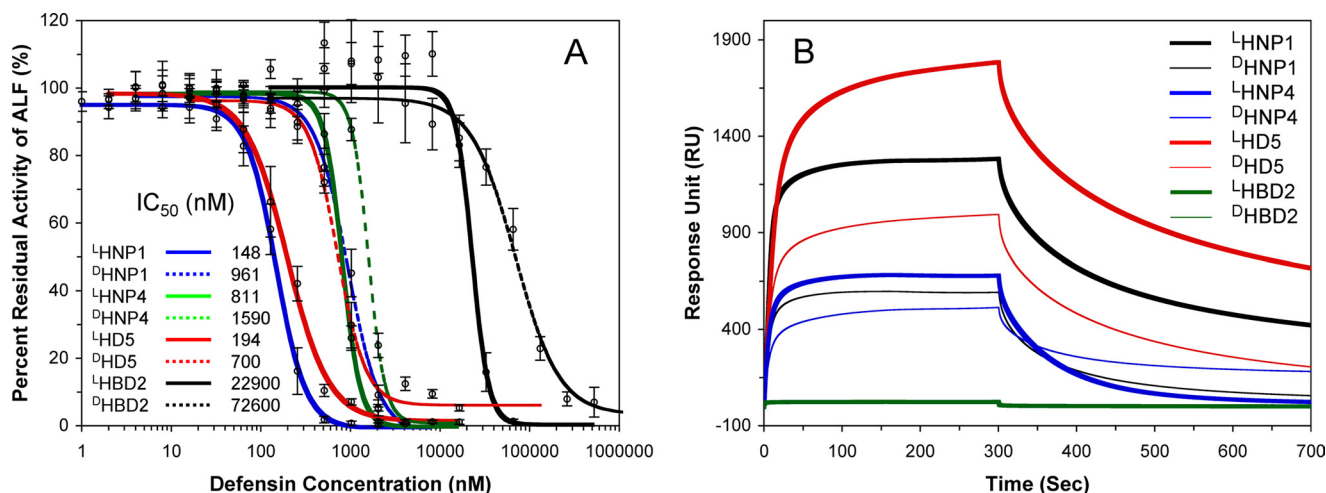 A
Percent Residual Activity of ALF (%)
120
100
80
60
40
20
0
IC50 (nM)
LHNP1 148
DHNP1 961
LHNP4 811
DHNP4 1590
LHD5 194
DHD5 700
LHBD2 22900
DHBD2 72600
1 10 100 1000 10000 100000 1000000
Defensin Concentration (nM)
B
Response Unit (RU)
1900
1400
900
400
-100
LHNP1
DHNP1
LHNP4
DHNP4
LHD5
DHD5
LHBD2
DHBD2
0 100 200 300 400 500 600 700
Time (Sec)